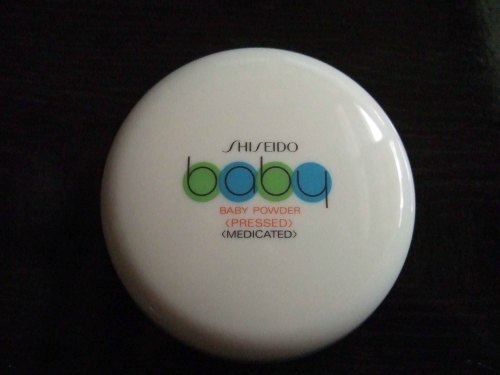 SHISEIDO
baby
BABY POWDER
<PRESSED>
<MEDICATED>